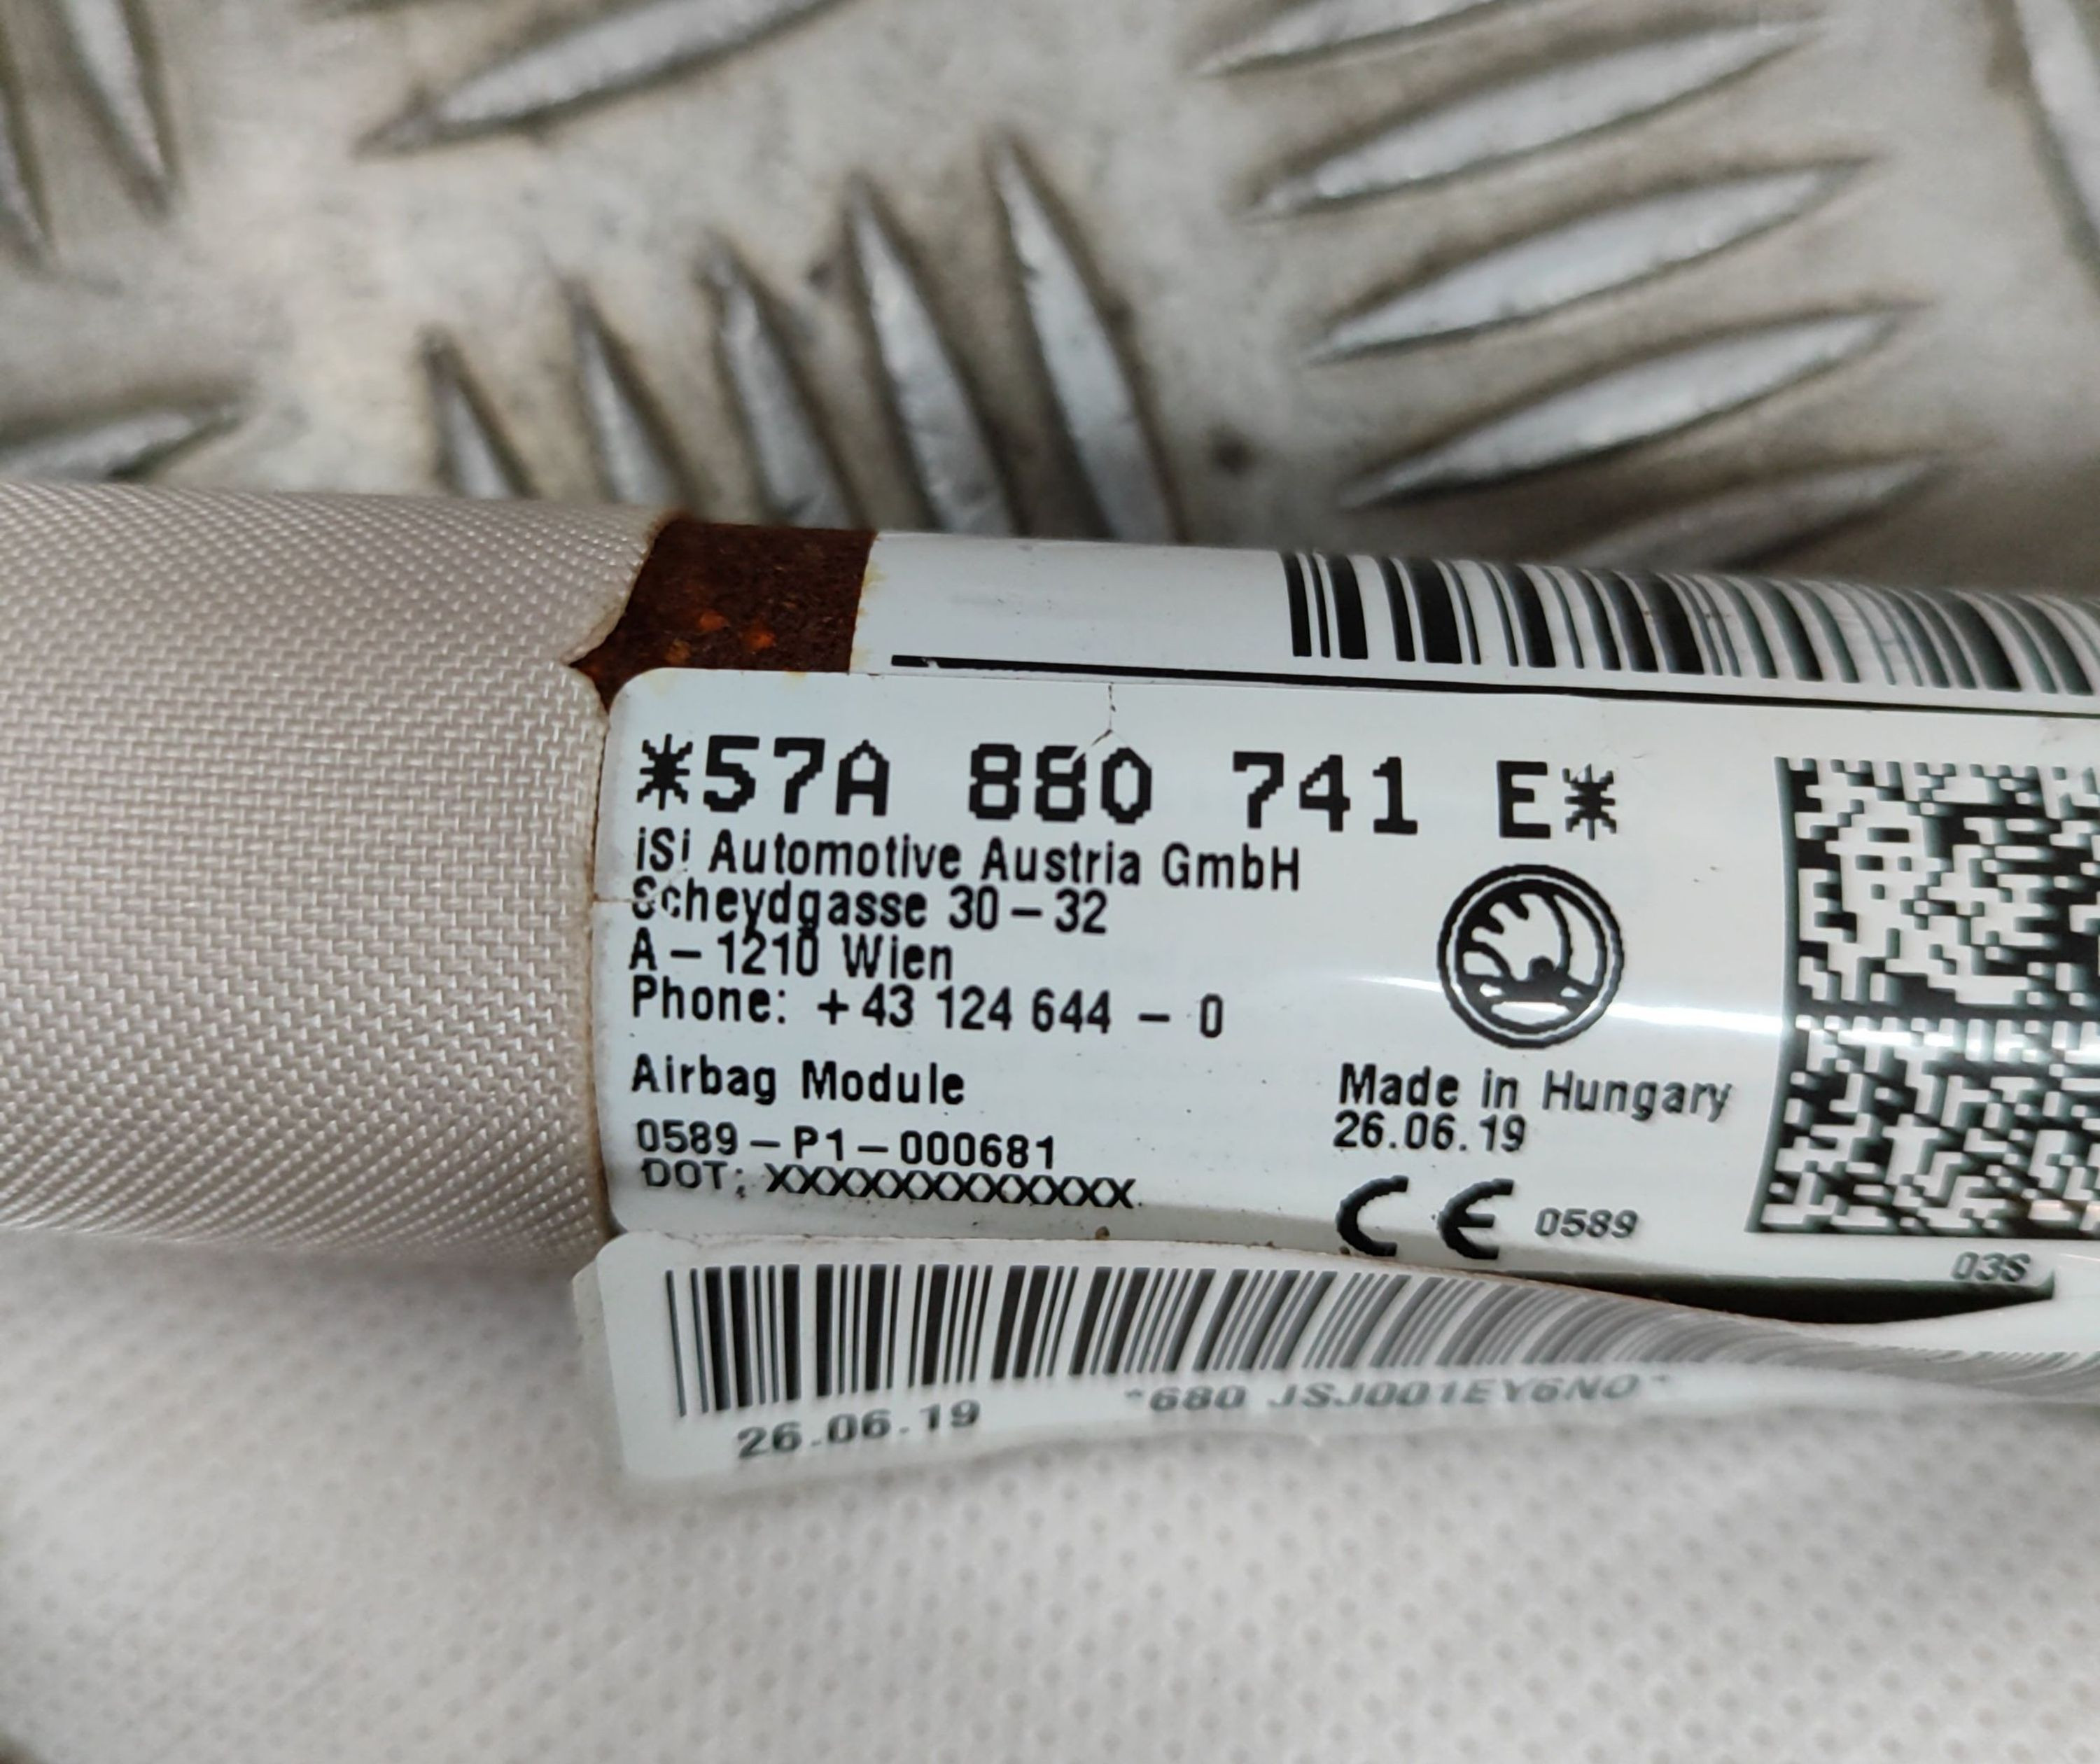 *57A 880 741 E*
iSi Automotive Austria GmbH
Scheydgasse 30-32
A-1210 Wien
Phone: +43 124 644 - 0
Airbag Module
0589-P1-000681
DOT: XXXXXXXXXXXXX
Made in Hungary
26.06.19
CE 0589
03S
26.06.19
*680 JSJ001EY6NO*